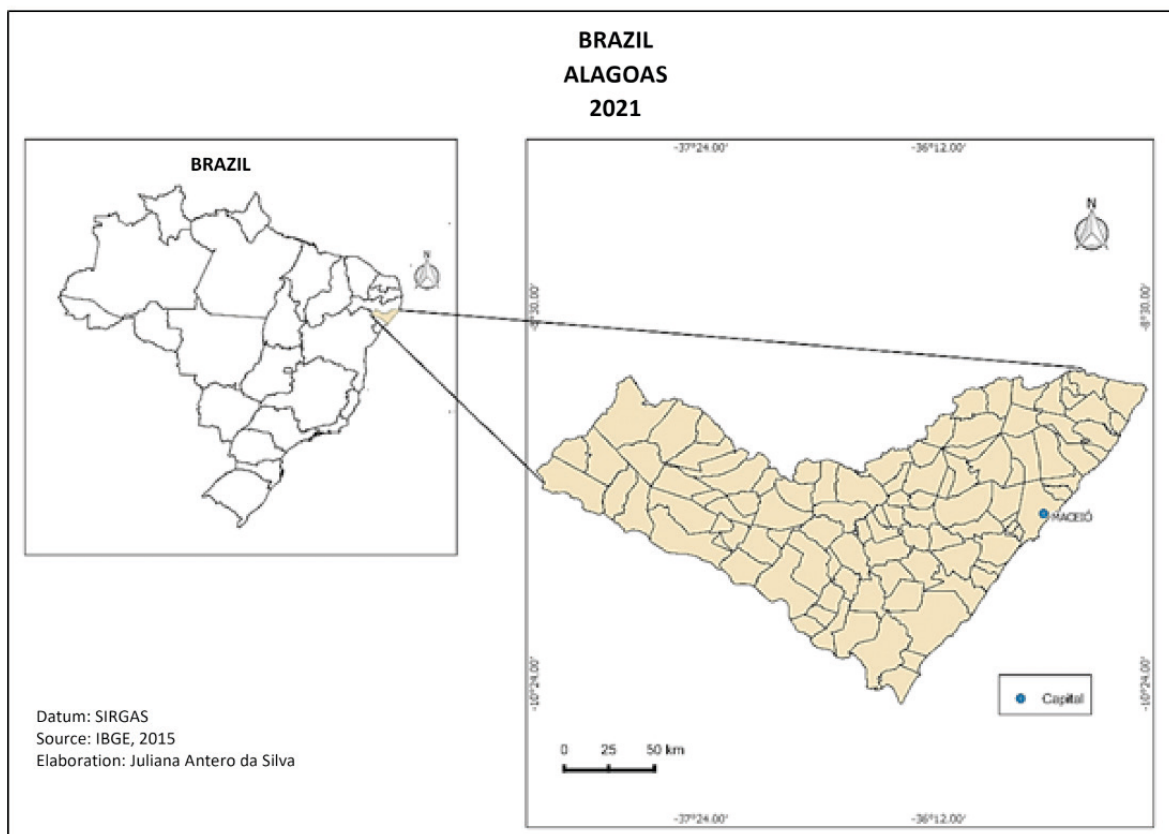 BRAZIL
ALAGOAS
2021
BRAZIL
N
-37°24.00'
-36°12.00'
N
-8°30.00'
-8°30.00'
MACEIÓ
-10°24.00'
-10°24.00'
Capital
0 25 50 km
-37°24.00'
-36°12.00'
Datum: SIRGAS
Source: IBGE, 2015
Elaboration: Juliana Antero da Silva